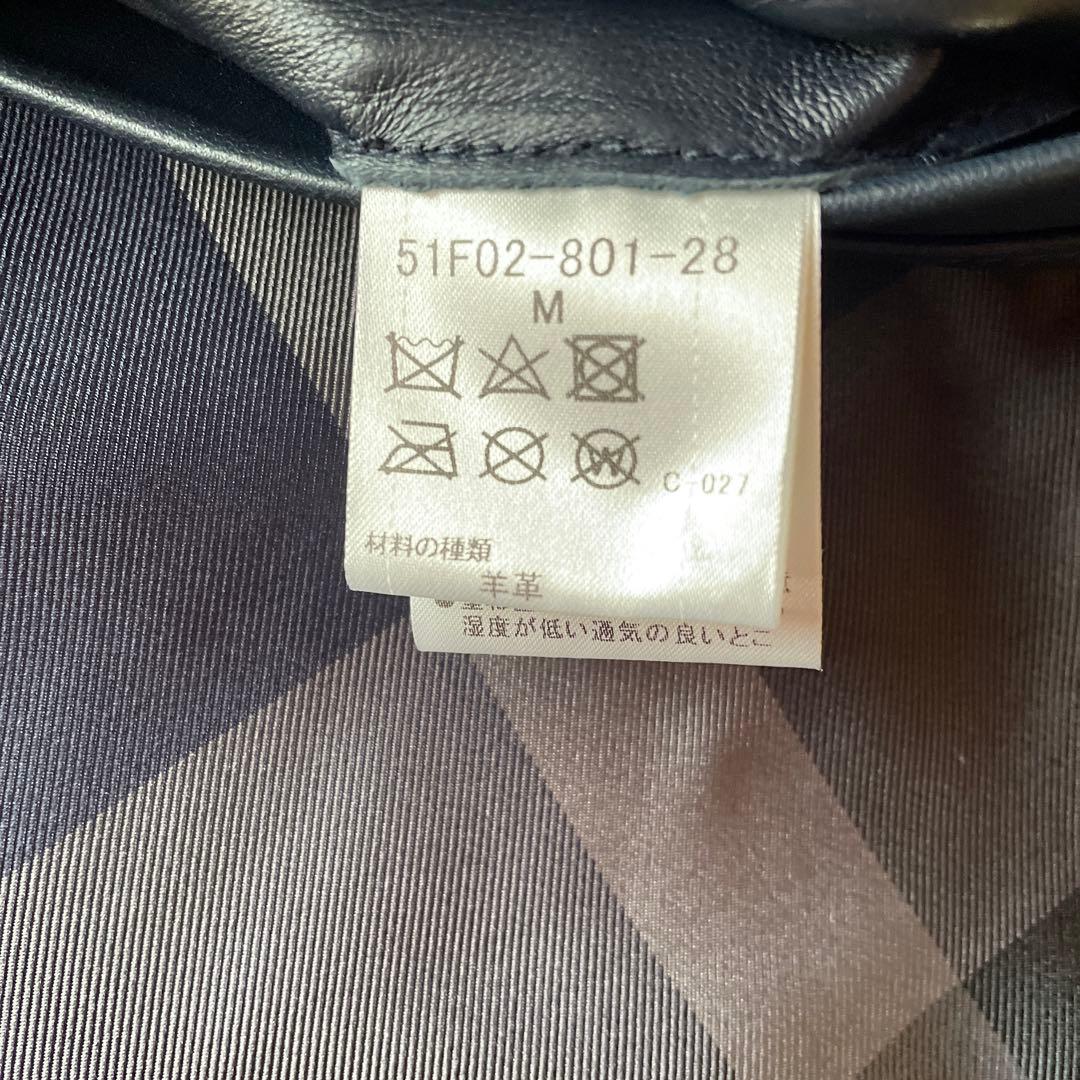 51F02-801-28
M
W
C-027
材料の種類
羊革
湿度が低い通気の良いとこ